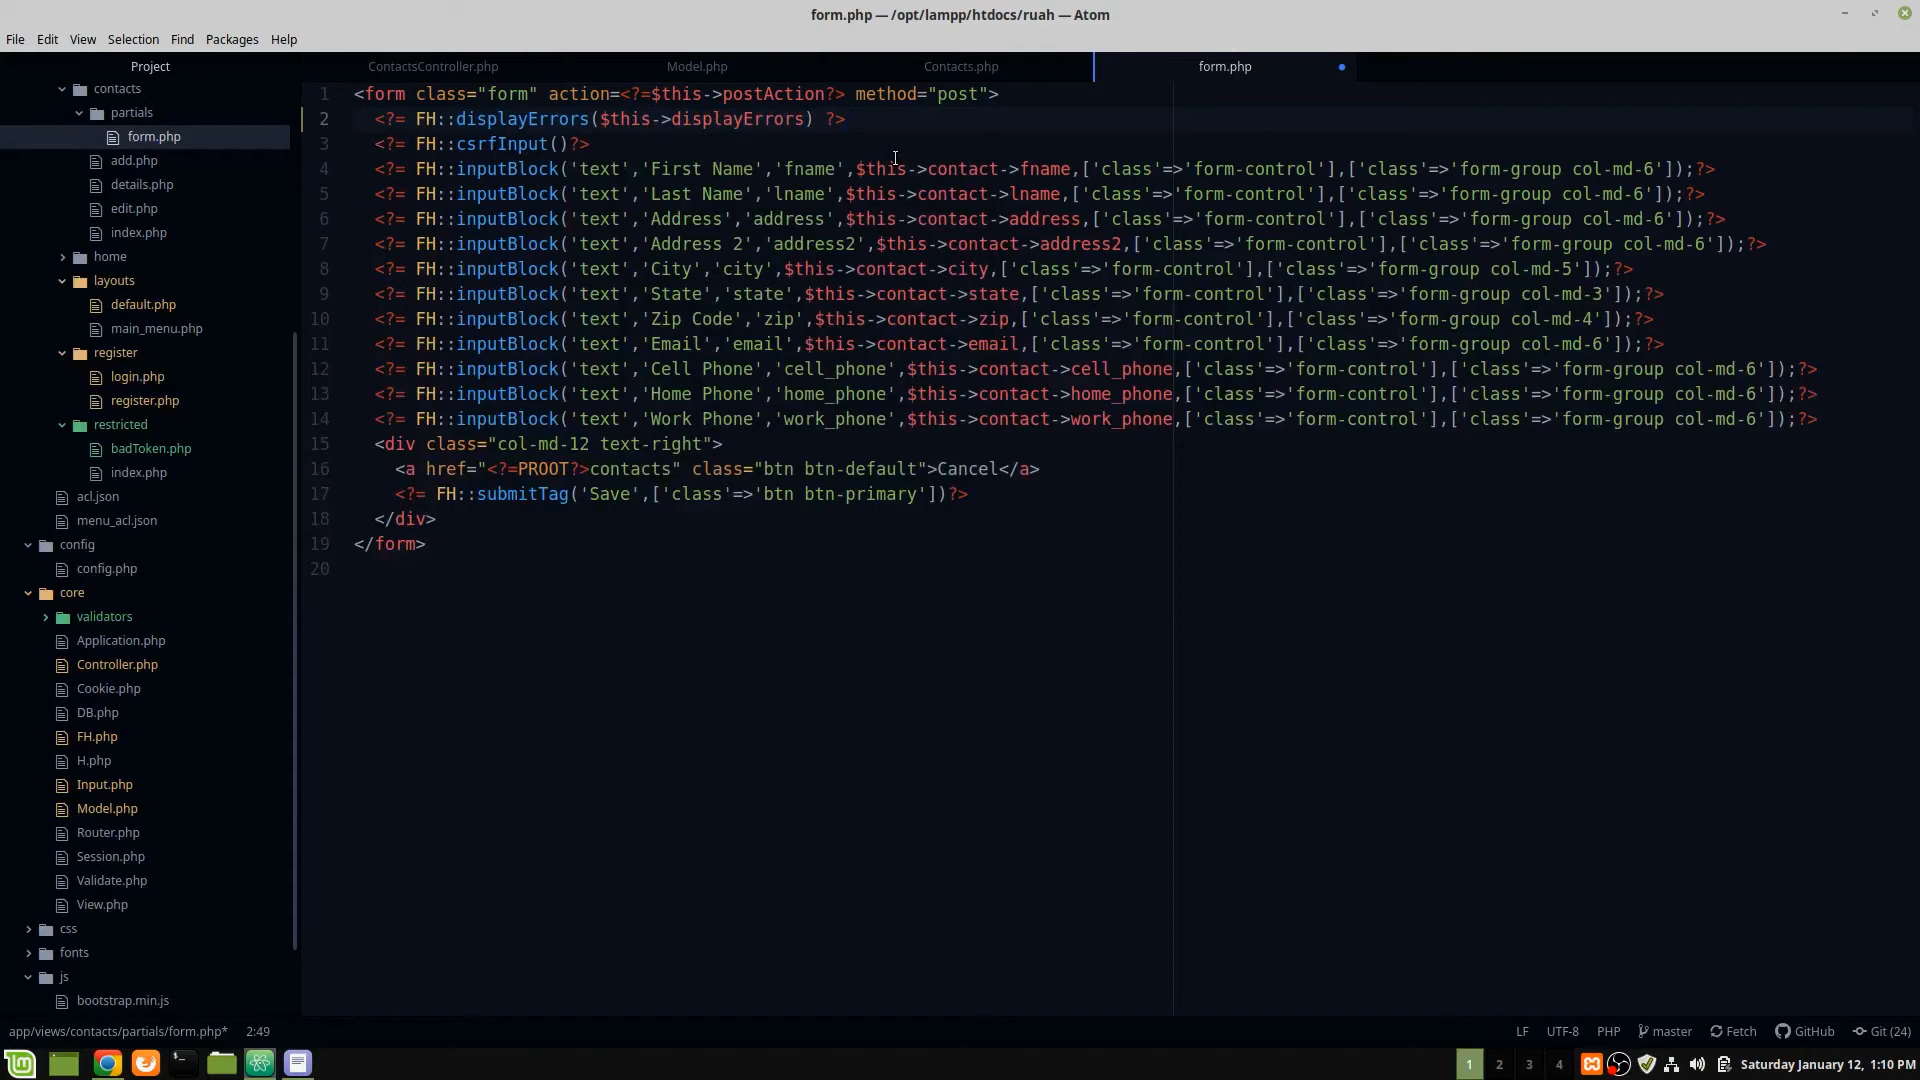 form.php — /opt/lampp/htdocs/ruah — Atom
File Edit View Selection Find Packages Help
Project
ContactsController.php Model.php Contacts.php form.php
contacts
partials
form.php
add.php
details.php
edit.php
index.php
home
layouts
default.php
main_menu.php
register
login.php
register.php
restricted
badToken.php
index.php
acl.json
menu_acl.json
config
config.php
core
validators
Application.php
Controller.php
Cookie.php
DB.php
FH.php
H.php
Input.php
Model.php
Router.php
Session.php
Validate.php
View.php
css
fonts
js
bootstrap.min.js
1 <form class="form" action=<?=$this->postAction?> method="post">
2 <?= FH::displayErrors($this->displayErrors) ?>
3 <?= FH::csrfInput()?>
4 <?= FH::inputBlock('text','First Name','fname',$this->contact->fname,['class'=>'form-control'],['class'=>'form-group col-md-6']);?>
5 <?= FH::inputBlock('text','Last Name','lname',$this->contact->lname,['class'=>'form-control'],['class'=>'form-group col-md-6']);?>
6 <?= FH::inputBlock('text','Address','address',$this->contact->address,['class'=>'form-control'],['class'=>'form-group col-md-6']);?>
7 <?= FH::inputBlock('text','Address 2','address2',$this->contact->address2,['class'=>'form-control'],['class'=>'form-group col-md-6']);?>
8 <?= FH::inputBlock('text','City','city',$this->contact->city,['class'=>'form-control'],['class'=>'form-group col-md-5']);?>
9 <?= FH::inputBlock('text','State','state',$this->contact->state,['class'=>'form-control'],['class'=>'form-group col-md-3']);?>
10 <?= FH::inputBlock('text','Zip Code','zip',$this->contact->zip,['class'=>'form-control'],['class'=>'form-group col-md-4']);?>
11 <?= FH::inputBlock('text','Email','email',$this->contact->email,['class'=>'form-control'],['class'=>'form-group col-md-6']);?>
12 <?= FH::inputBlock('text','Cell Phone','cell_phone',$this->contact->cell_phone,['class'=>'form-control'],['class'=>'form-group col-md-6']);?>
13 <?= FH::inputBlock('text','Home Phone','home_phone',$this->contact->home_phone,['class'=>'form-control'],['class'=>'form-group col-md-6']);?>
14 <?= FH::inputBlock('text','Work Phone','work_phone',$this->contact->work_phone,['class'=>'form-control'],['class'=>'form-group col-md-6']);?>
15 <div class="col-md-12 text-right">
16 <a href="<?=PROOT?>contacts" class="btn btn-default">Cancel</a>
17 <?= FH::submitTag('Save',['class'=>'btn btn-primary'])?>
18 </div>
19 </form>
20
app/views/contacts/partials/form.php* 2:49 LF UTF-8 PHP master Fetch GitHub Git (24)
1 2 3 4 Saturday January 12, 1:10 PM